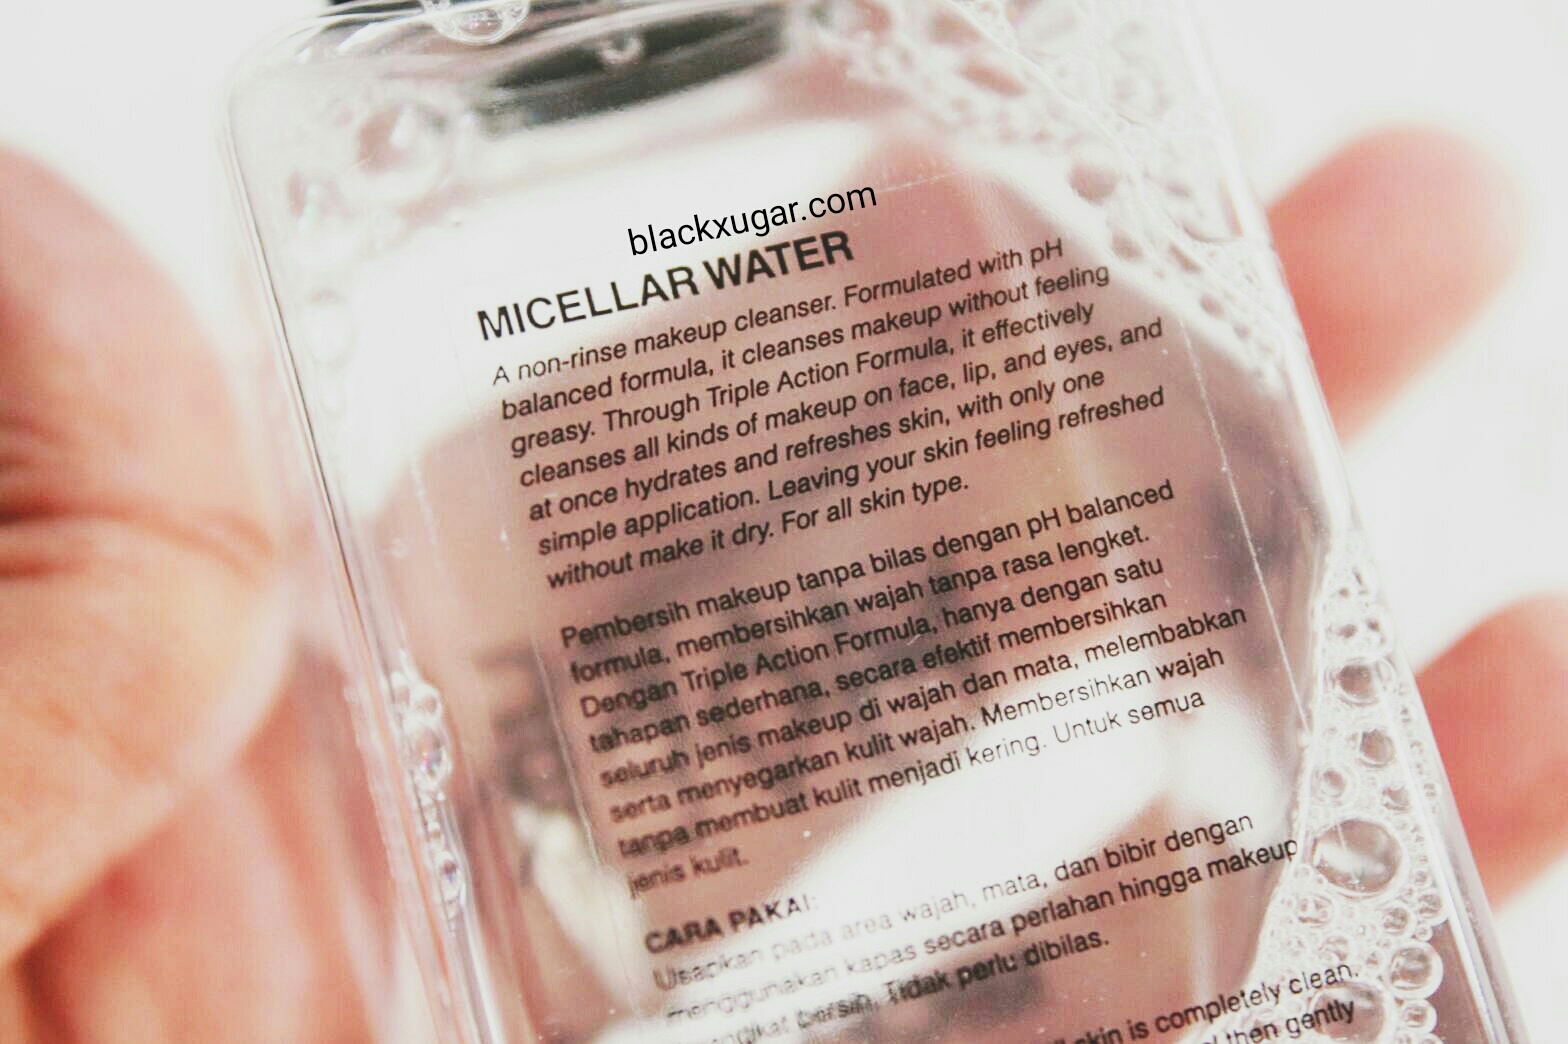 blackxugar.com
MICELLAR WATER
A non-rinse makeup cleanser. Formulated with pH
balanced formula, it cleanses makeup without feeling
greasy. Through Triple Action Formula, it effectively
cleanses all kinds of makeup on face, lip, and eyes, and
at once hydrates and refreshes skin, with only one
simple application. Leaving your skin feeling refreshed
without make it dry. For all skin type.
Pembersih makeup tanpa bilas dengan pH balanced
formula, membersihkan wajah tanpa rasa lengket.
Dengan Triple Action Formula, hanya dengan satu
tahapan sederhana, secara efektif membersihkan
seluruh jenis makeup di wajah dan mata, melembabkan
serta menyegarkan kulit wajah. Membersihkan wajah
tanpa membuat kulit menjadi kering. Untuk semua
jenis kulit.
CARA PAKAI:
Usapkan pada area wajah, mata, dan bibir dengan
menggunakan kapas secara perlahan hingga makeup
bersih. Tidak perlu dibilas.
skin is completely clean.
then gently